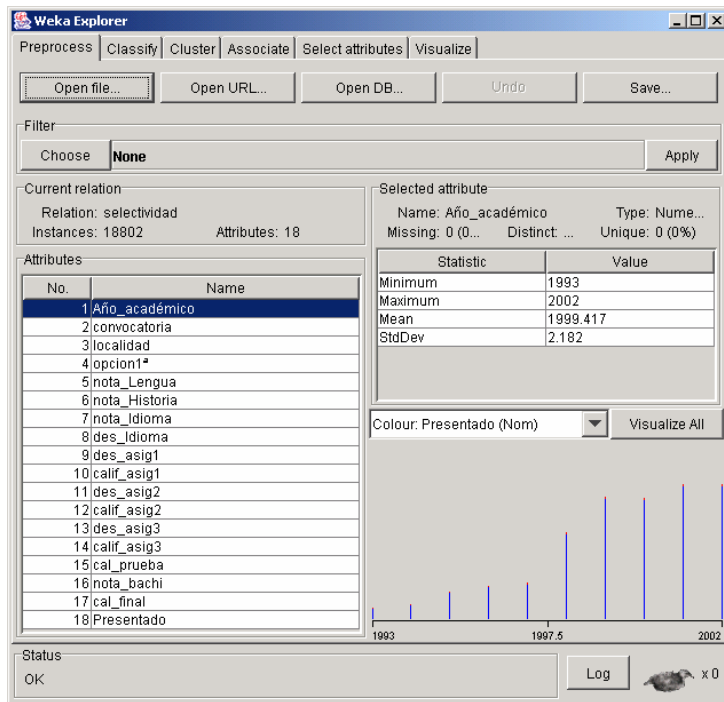 Weka Explorer
Preprocess Classify Cluster Associate Select attributes Visualize
Open file... Open URL... Open DB... Undo Save...
Filter
Choose None Apply
Current relation
Relation: selectividad
Instances: 18802 Attributes: 18
Selected attribute
Name: Año_académico Type: Nume...
Missing: 0 (0... Distinct: ... Unique: 0 (0%)
Statistic Value
Minimum 1993
Maximum 2002
Mean 1999.417
StdDev 2.182
Attributes
No. Name
1 Año_académico
2 convocatoria
3 localidad
4 opcion1ª
5 nota_Lengua
6 nota_Historia
7 nota_Idioma
8 des_Idioma
9 des_asig1
10 calif_asig1
11 des_asig2
12 calif_asig2
13 des_asig3
14 calif_asig3
15 cal_prueba
16 nota_bachi
17 cal_final
18 Presentado
Colour: Presentado (Nom) Visualize All
1993 1997.5 2002
Status
OK
Log x 0